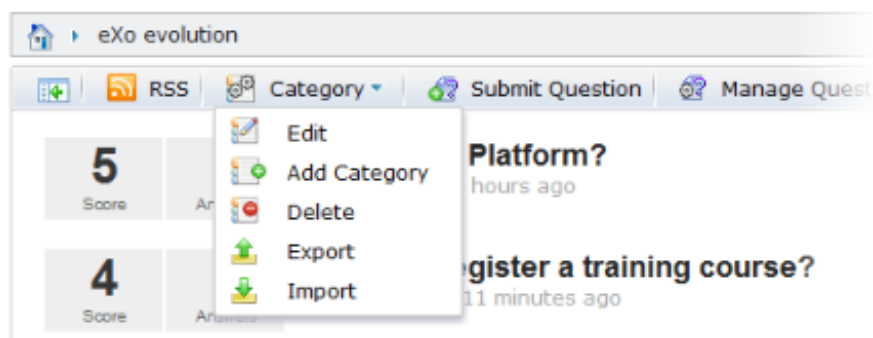 eXo evolution
RSS Category Submit Question Manage Quest
Edit
5 Platform?
Add Category
hours ago
Score
Delete
Export
4 gister a training course?
Import
11 minutes ago
Score